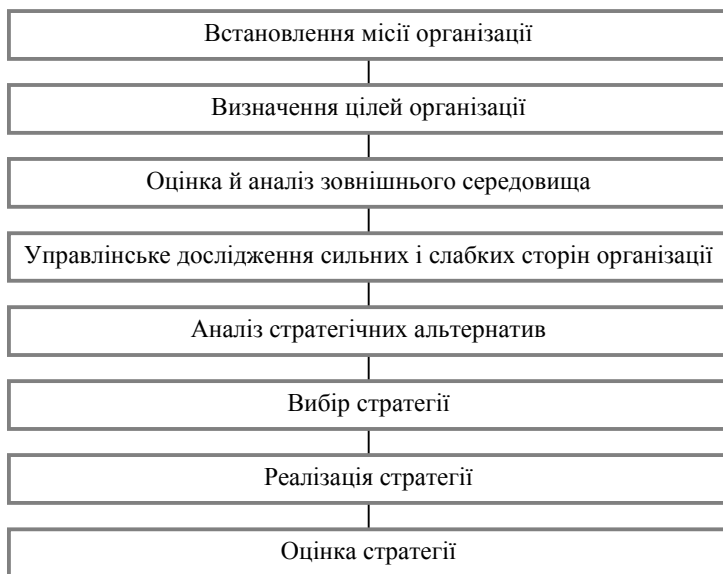 Встановлення місії організації
Визначення цілей організації
Оцінка й аналіз зовнішнього середовища
Управлінське дослідження сильних і слабких сторін організації
Аналіз стратегічних альтернатив
Вибір стратегії
Реалізація стратегії
Оцінка стратегії